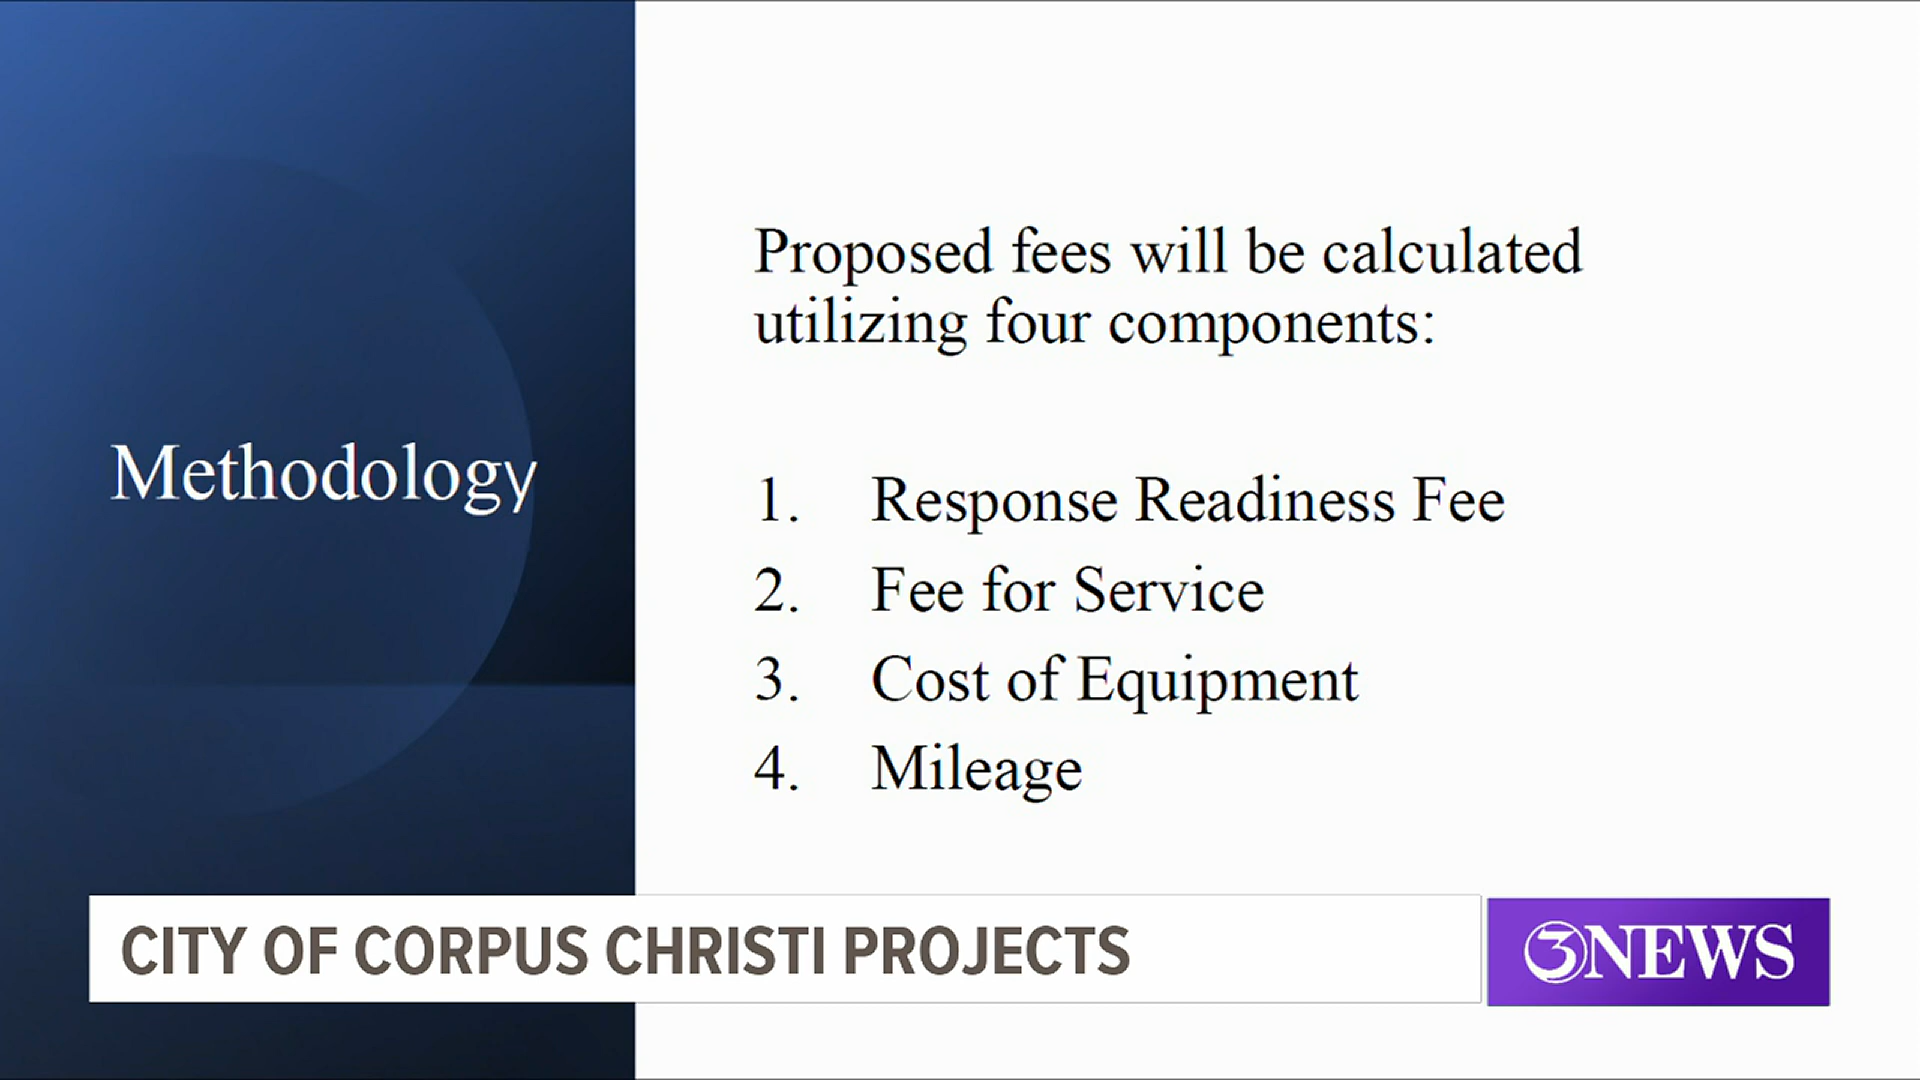 Methodology
Proposed fees will be calculated
utilizing four components:
1. Response Readiness Fee
2. Fee for Service
3. Cost of Equipment
4. Mileage
CITY OF CORPUS CHRISTI PROJECTS
3NEWS